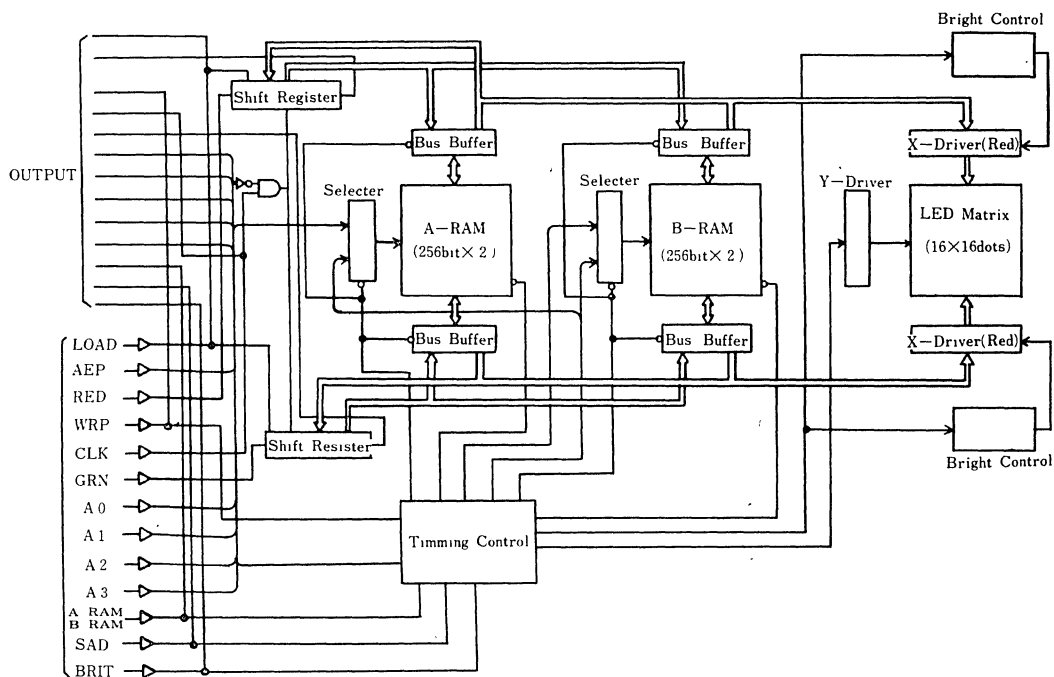 Bright Control
Shift Register
OUTPUT
Bus Buffer
Bus Buffer
X-Driver(Red)
Selecter
Selecter
Y-Driver
A-RAM
(256bit×2)
B-RAM
(256bit×2)
LED Matrix
(16×16dots)
Bus Buffer
Bus Buffer
X-Driver(Red)
LOAD
AEP
RED
WRP
CLK
GRN
A0
A1
A2
A3
A RAM
B RAM
SAD
BRIT
Shift Resister
Bright Control
Timming Control